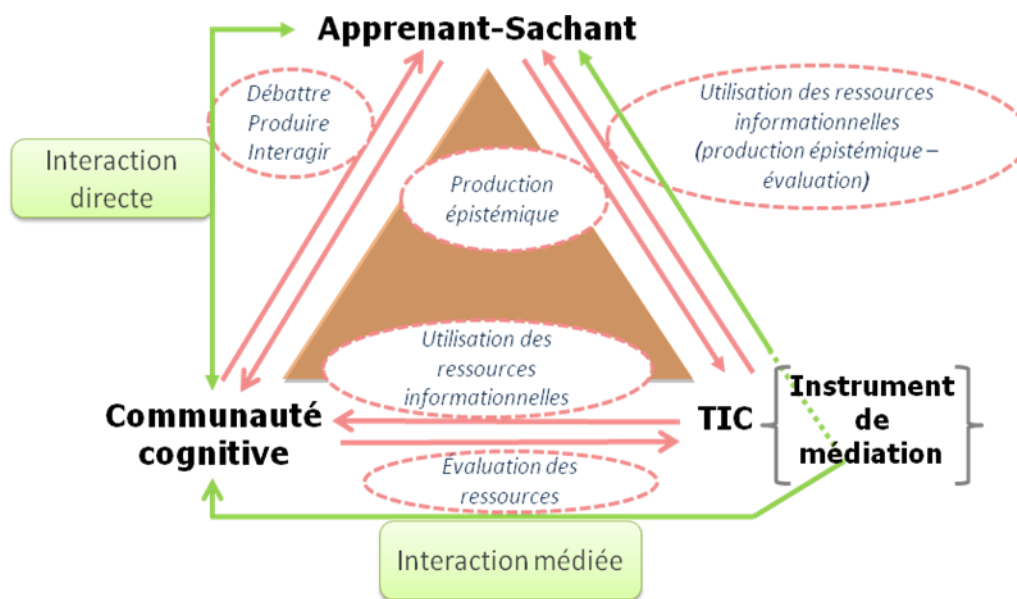 Apprenant-Sachant
Débattre
Produire
Interagir
Utilisation des ressources
informationnelles
(production épistémique –
évaluation)
Interaction
directe
Production
épistémique
Utilisation des
ressources
informationnelles
Communauté
cognitive
TIC
Instrument
de
médiation
Évaluation des
ressources
Interaction médiée